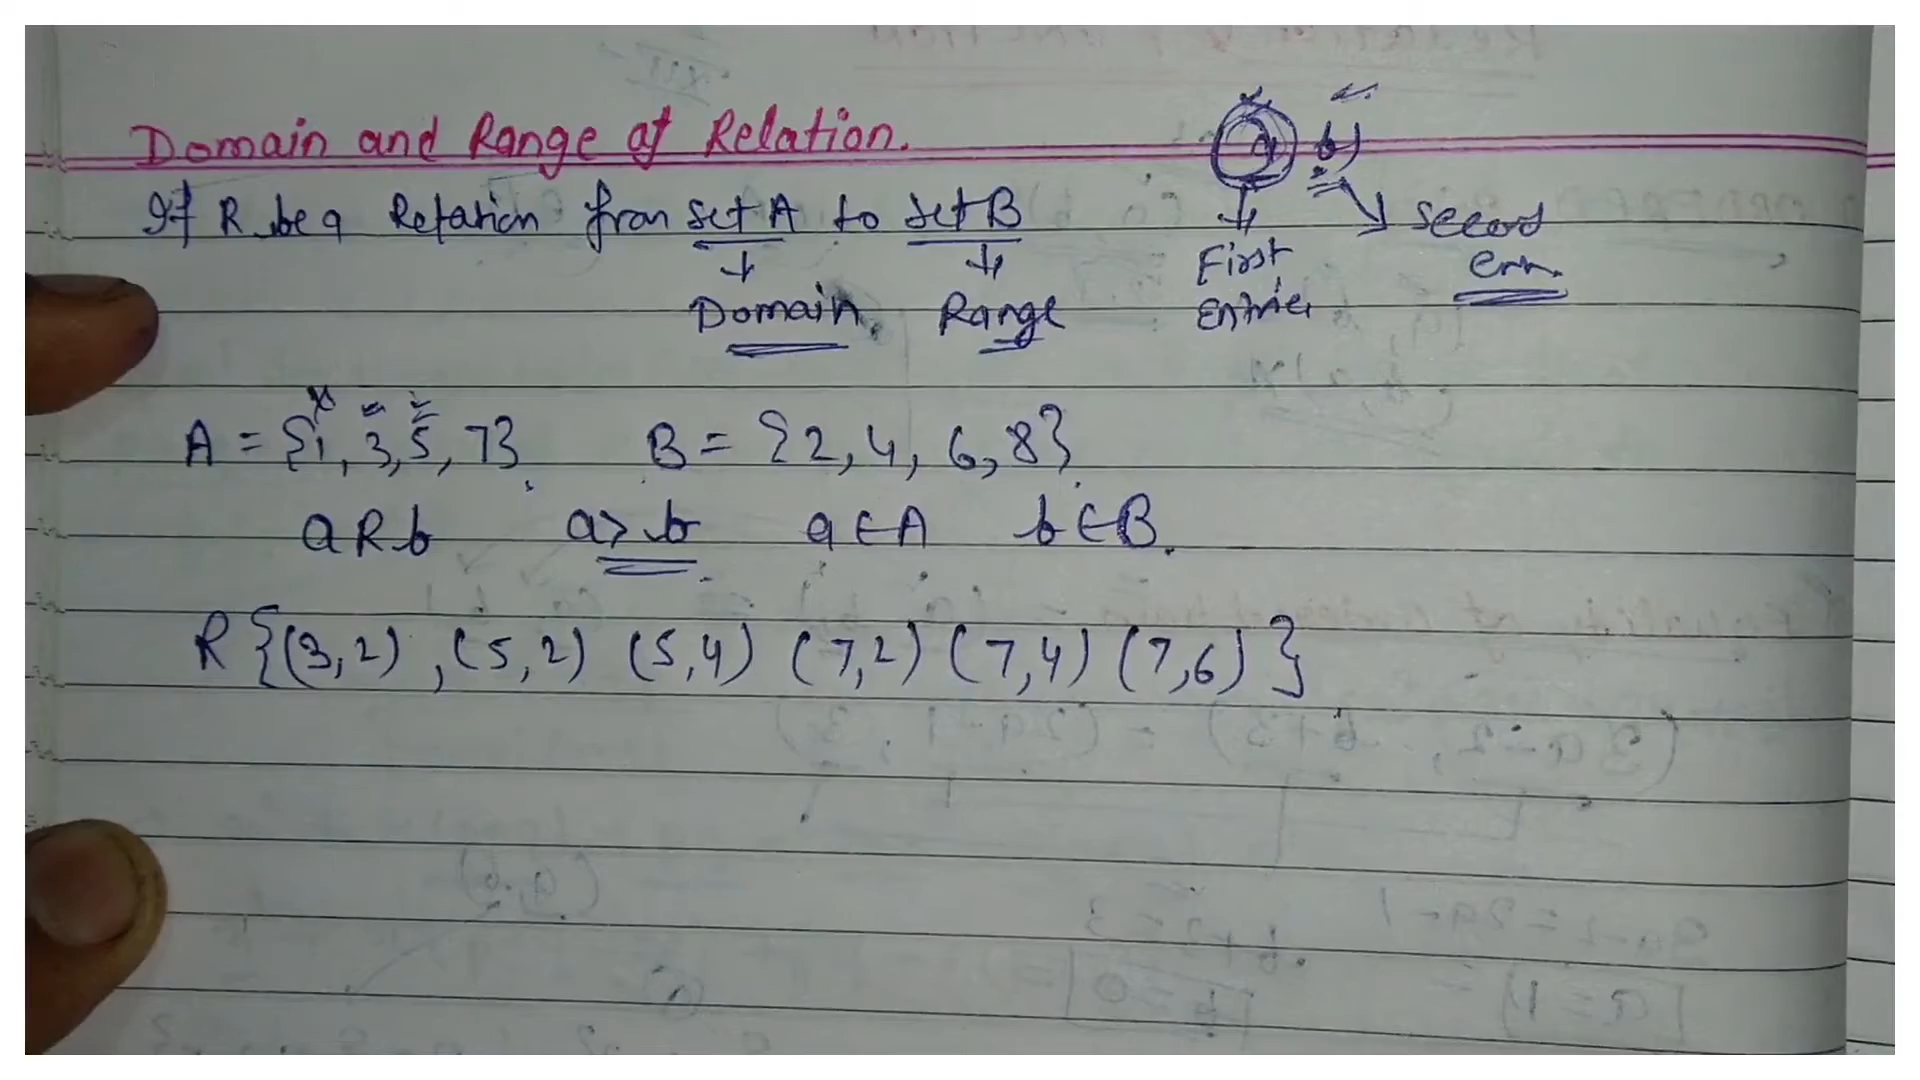 Domain and Range of Relation.
(a, b)
If R be a Relation from set A to set B
Domain, Range
First Entries
Second
A = {1, 3, 5, 7} B = {2, 4, 6, 8}
a R b a > b a ∈ A b ∈ B.
R {(3,2), (5,2) (5,4) (7,2) (7,4) (7,6)}